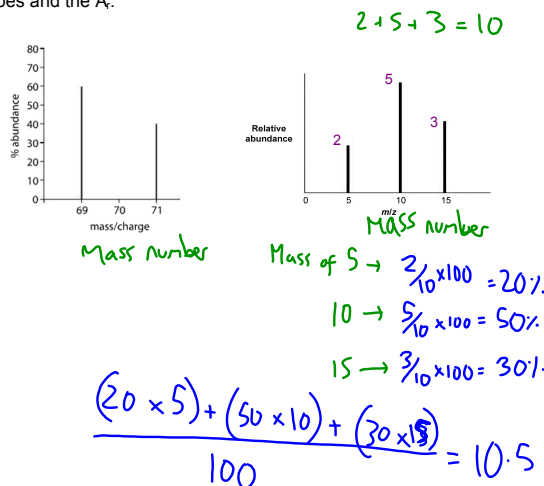 pes and the Aᵣ.
2 + 5 + 3 = 10
80
70
60
50
40
30
20
10
0
% abundance
69 70 71
mass/charge
Mass number
Relative
abundance
2
5
3
0 5 10 15
m/z
Mass number
Mass of 5 → 2/10 × 100 = 20%
10 → 5/10 × 100 = 50%
15 → 3/10 × 100 = 30%
(20 × 5) + (50 × 10) + (30 × 15)
= 10.5
100